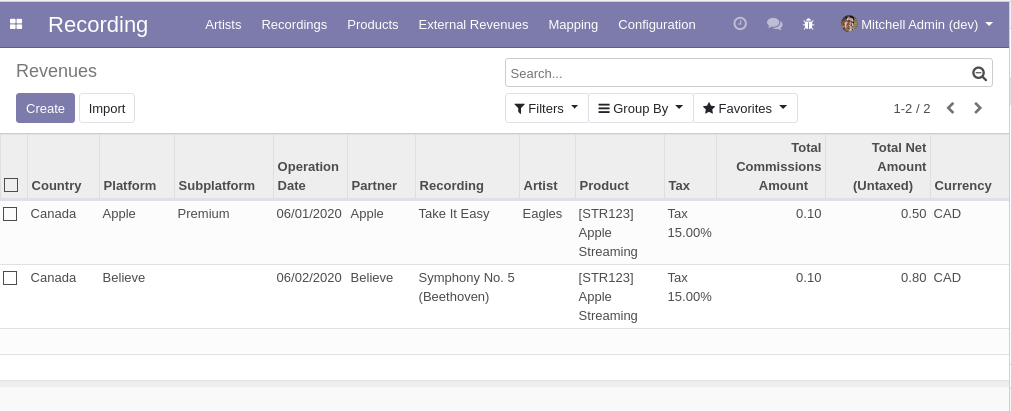 Recording Artists Recordings Products External Revenues Mapping Configuration Mitchell Admin (dev)
Revenues
Search...
Create Import Filters Group By Favorites 1-2 / 2
Country Platform Subplatform Operation Date Partner Recording Artist Product Tax Total Commissions Amount Total Net Amount (Untaxed) Currency
Canada Apple Premium 06/01/2020 Apple Take It Easy Eagles [STR123] Tax 0.10 0.50 CAD
Apple 15.00%
Streaming
Canada Believe 06/02/2020 Believe Symphony No. 5 [STR123] Tax 0.10 0.80 CAD
(Beethoven) Apple 15.00%
Streaming